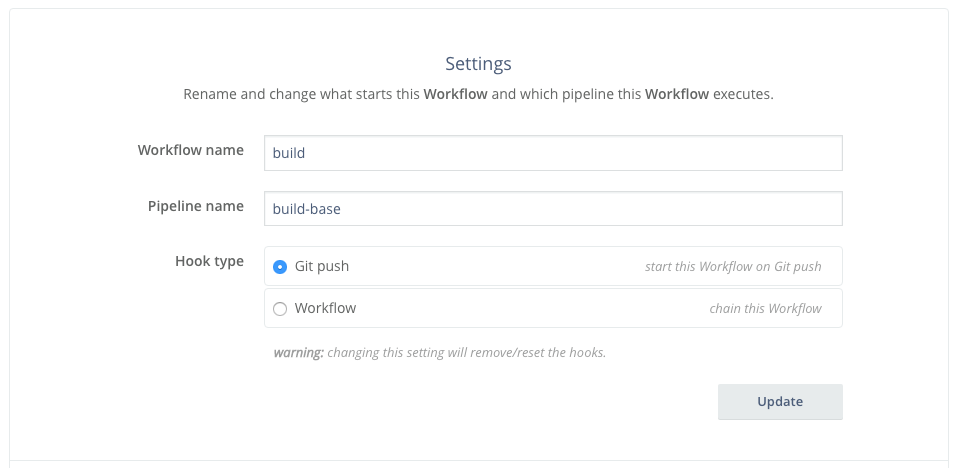 Settings
Rename and change what starts this Workflow and which pipeline this Workflow executes.
Workflow name
build
Pipeline name
build-base
Hook type
Git push
start this Workflow on Git push
Workflow
chain this Workflow
warning: changing this setting will remove/reset the hooks.
Update